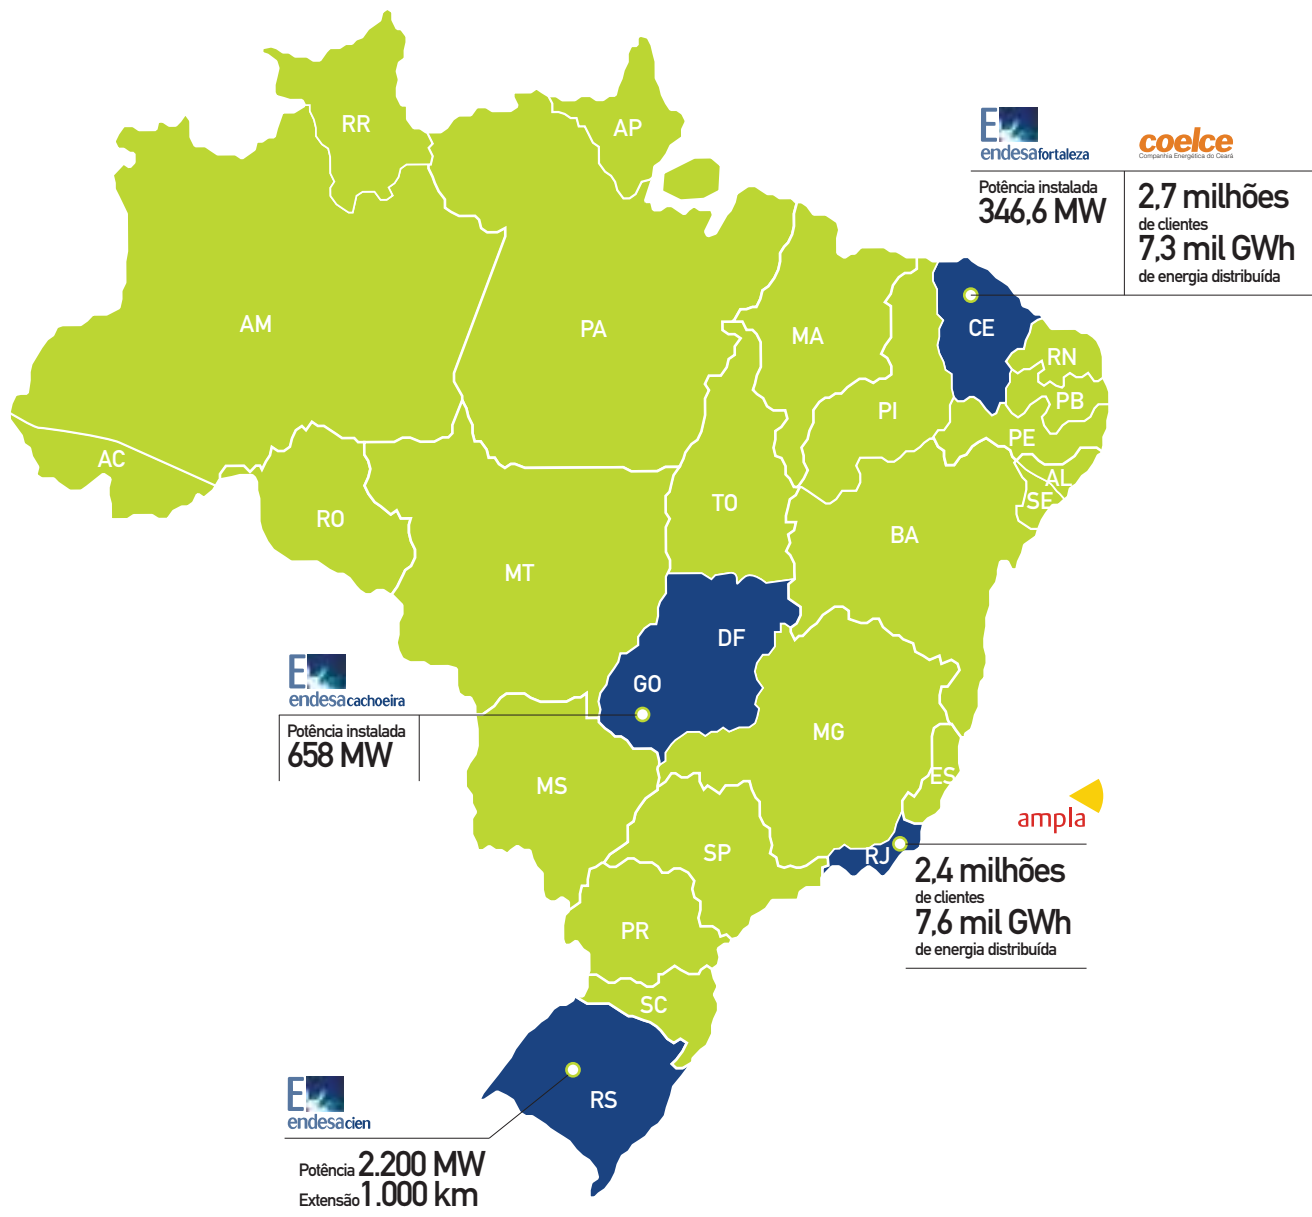 RR
AP
E
endesafortaleza
coelce
Companhia Energética do Ceará
Potência instalada
346,6 MW
2,7 milhões
de clientes
7,3 mil GWh
de energia distribuída
AM
PA
MA
CE
RN
PI
PB
PE
AC
AL
SE
TO
RO
BA
MT
DF
GO
E
endesacachoeira
Potência instalada
658 MW
MG
MS
ES
ampla
SP
RJ
2,4 milhões
de clientes
7,6 mil GWh
de energia distribuída
PR
SC
RS
E
endesacien
Potência 2.200 MW
Extensão 1.000 km